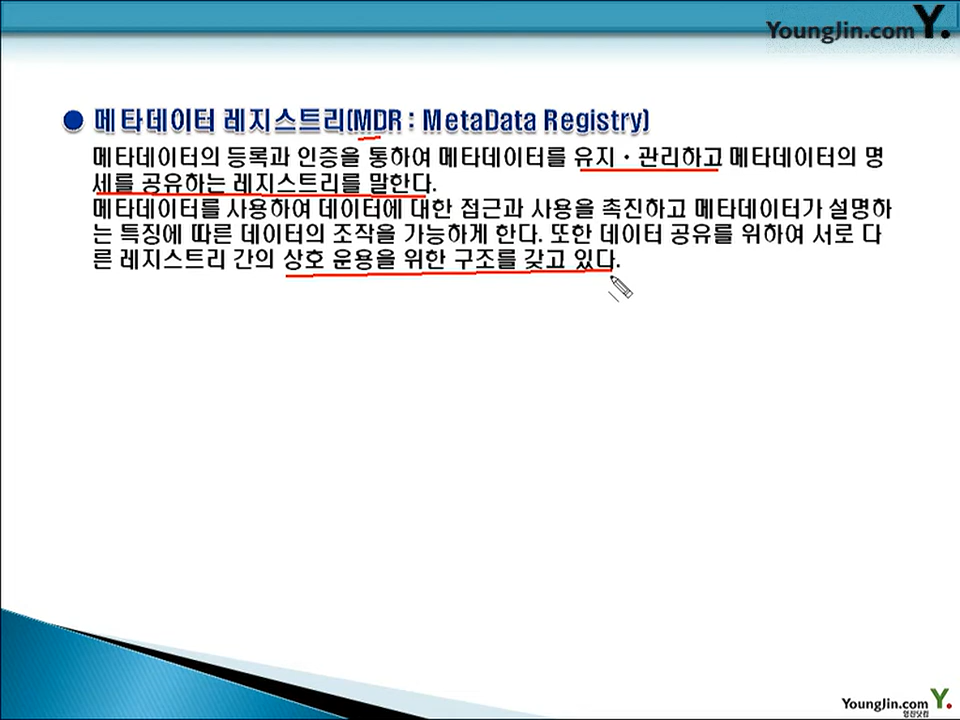 YoungJin.com Y.
● 메타데이터 레지스트리(MDR : MetaData Registry)
메타데이터의 등록과 인증을 통하여 메타데이터를 유지·관리하고 메타데이터의 명
세를 공유하는 레지스트리를 말한다.
메타데이터를 사용하여 데이터에 대한 접근과 사용을 촉진하고 메타데이터가 설명하
는 특징에 따른 데이터의 조작을 가능하게 한다. 또한 데이터 공유를 위하여 서로 다
른 레지스트리 간의 상호 운용을 위한 구조를 갖고 있다.
YoungJin.com Y.
영진닷컴